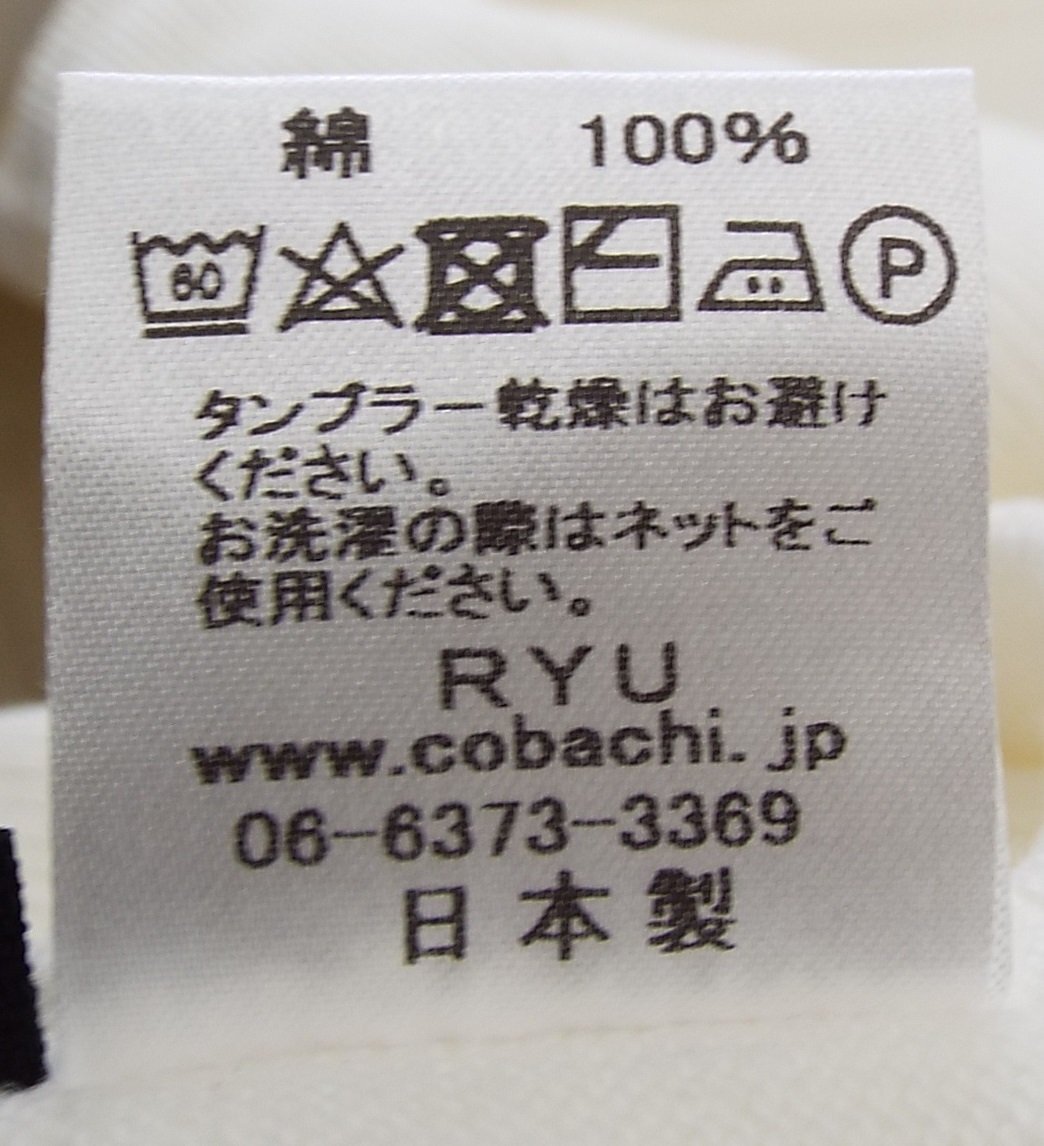 綿 100%
60
P
タンブラー乾燥はお避け
ください。
お洗濯の際はネットをご
使用ください。
RYU
www.cobachi.jp
06-6373-3369
日本製